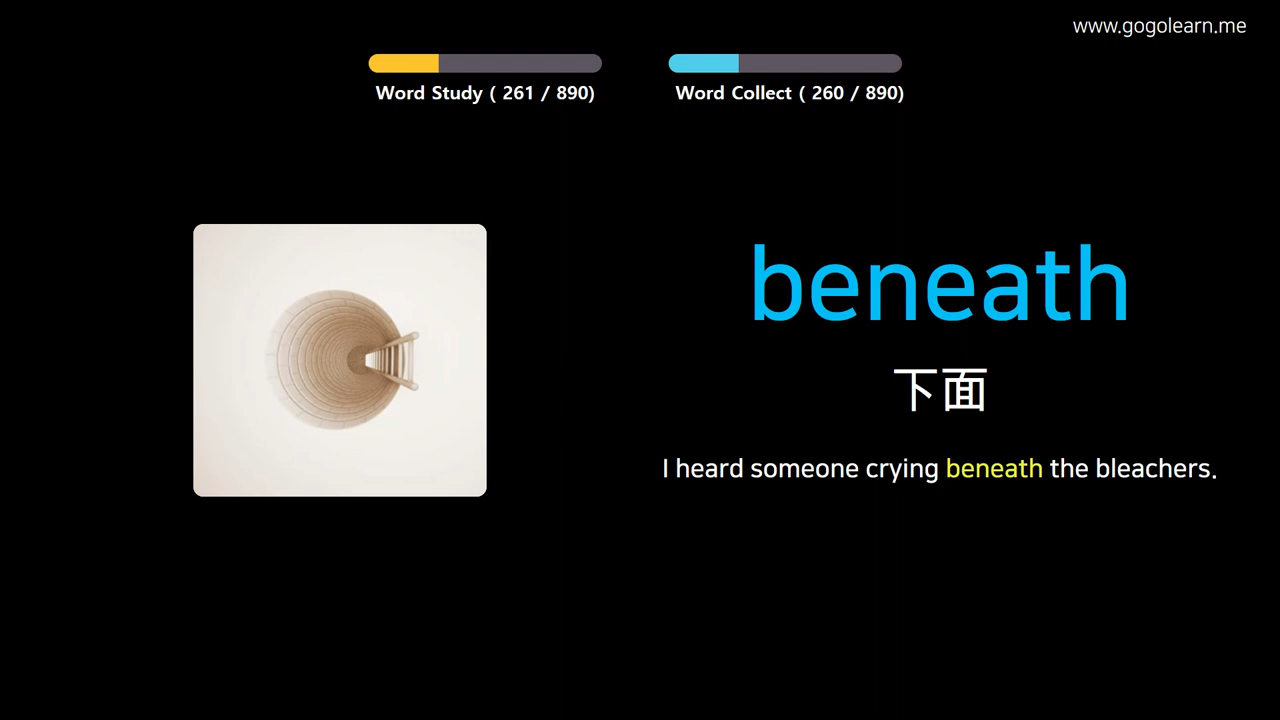 www.gogolearn.me
Word Study ( 261 / 890)
Word Collect ( 260 / 890)
beneath
下面
I heard someone crying beneath the bleachers.